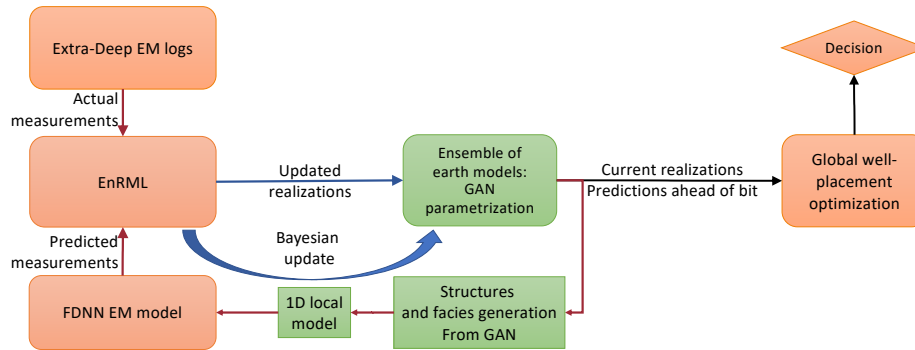 Extra-Deep EM logs
Decision
Actual
measurements
EnRML
Updated
realizations
Ensemble of
earth models:
GAN
parametrization
Current realizations
Predictions ahead of bit
Global well-
placement
optimization
Predicted
measurements
Bayesian
update
FDNN EM model
1D local
model
Structures
and facies generation
From GAN